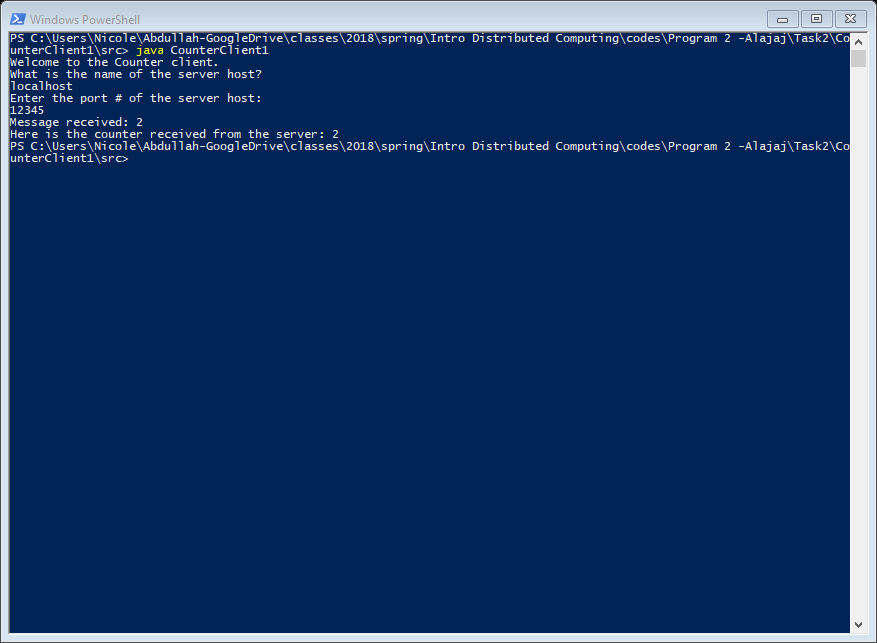 Windows PowerShell
PS C:\Users\Nicole\Abdullah-GoogleDrive\classes\2018\spring\Intro Distributed Computing\codes\Program 2 -Alajaj\Task2\Co
unterClient1\src> java CounterClient1
Welcome to the Counter client.
What is the name of the server host?
localhost
Enter the port # of the server host:
12345
Message received: 2
Here is the counter received from the server: 2
PS C:\Users\Nicole\Abdullah-GoogleDrive\classes\2018\spring\Intro Distributed Computing\codes\Program 2 -Alajaj\Task2\Co
unterClient1\src>